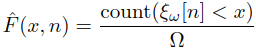 F̂(x, n) = count(ξ_ω[n] < x) / Ω